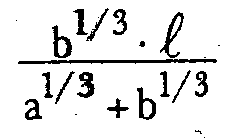 b^1/3 · ℓ
a^1/3 + b^1/3